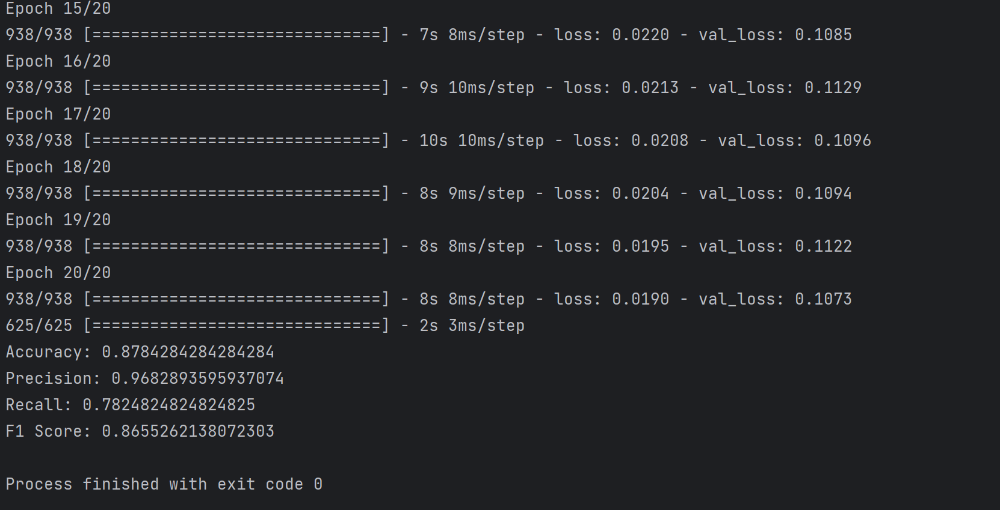 Epoch 15/20
938/938 [==============================] - 7s 8ms/step - loss: 0.0220 - val_loss: 0.1085
Epoch 16/20
938/938 [==============================] - 9s 10ms/step - loss: 0.0213 - val_loss: 0.1129
Epoch 17/20
938/938 [==============================] - 10s 10ms/step - loss: 0.0208 - val_loss: 0.1096
Epoch 18/20
938/938 [==============================] - 8s 9ms/step - loss: 0.0204 - val_loss: 0.1094
Epoch 19/20
938/938 [==============================] - 8s 8ms/step - loss: 0.0195 - val_loss: 0.1122
Epoch 20/20
938/938 [==============================] - 8s 8ms/step - loss: 0.0190 - val_loss: 0.1073
625/625 [==============================] - 2s 3ms/step
Accuracy: 0.8784284284284284
Precision: 0.9682893595937074
Recall: 0.7824824824824825
F1 Score: 0.8655262138072303
Process finished with exit code 0